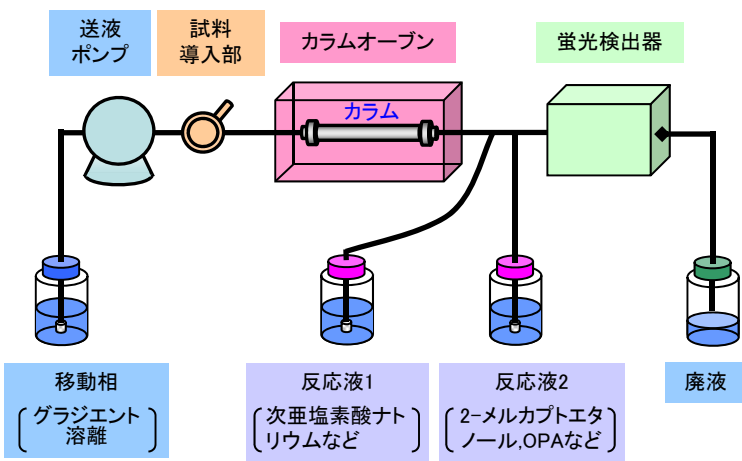 送液
ポンプ
試料
導入部
カラムオーブン
蛍光検出器
カラム
移動相
グラジエント
溶離
反応液1
次亜塩素酸ナト
リウムなど
反応液2
2-メルカプトエタ
ノール,OPAなど
廃液